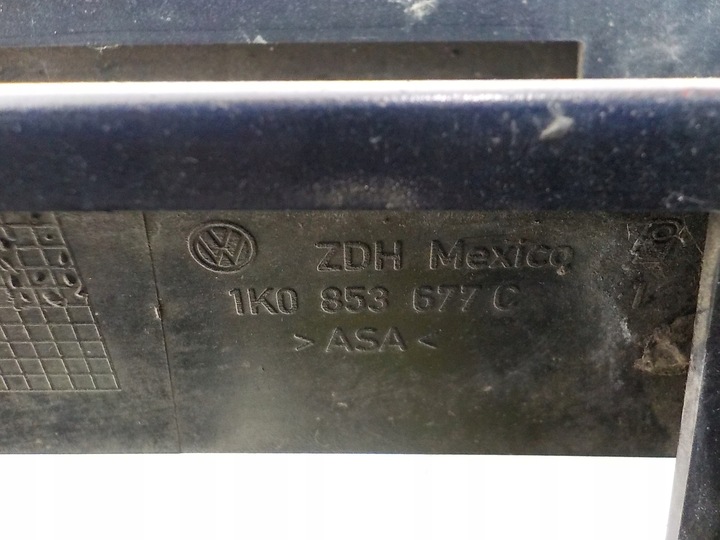 ZDH Mexico
1K0 853 677 C
>ASA<